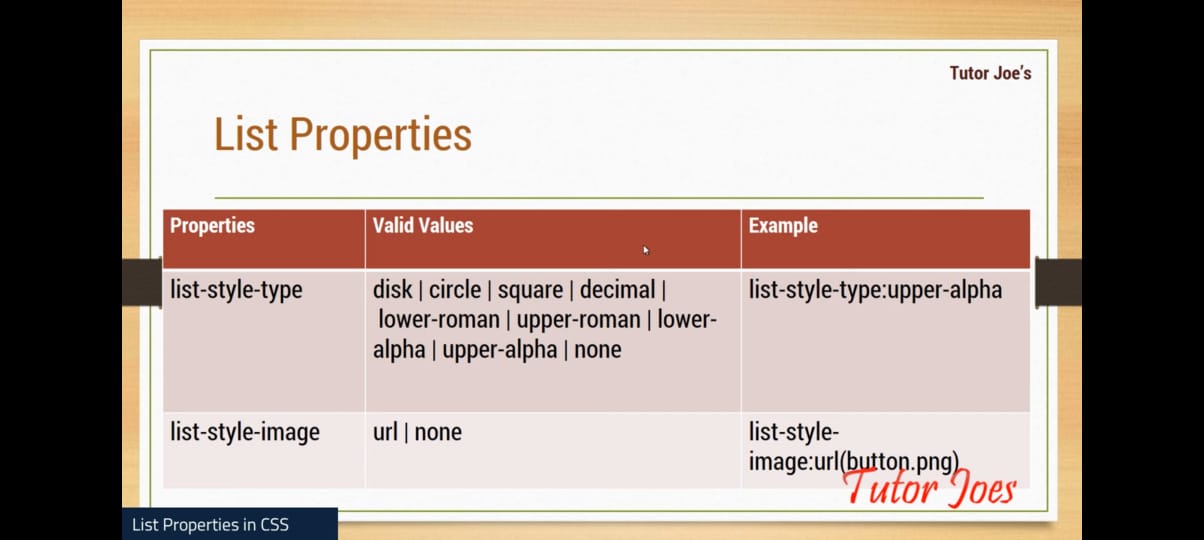 Tutor Joe's
List Properties
Properties
Valid Values
Example
list-style-type
disk | circle | square | decimal |
lower-roman | upper-roman | lower-
alpha | upper-alpha | none
list-style-type:upper-alpha
list-style-image
url | none
list-style-
image:url(button.png)
Tutor Joes
List Properties in CSS